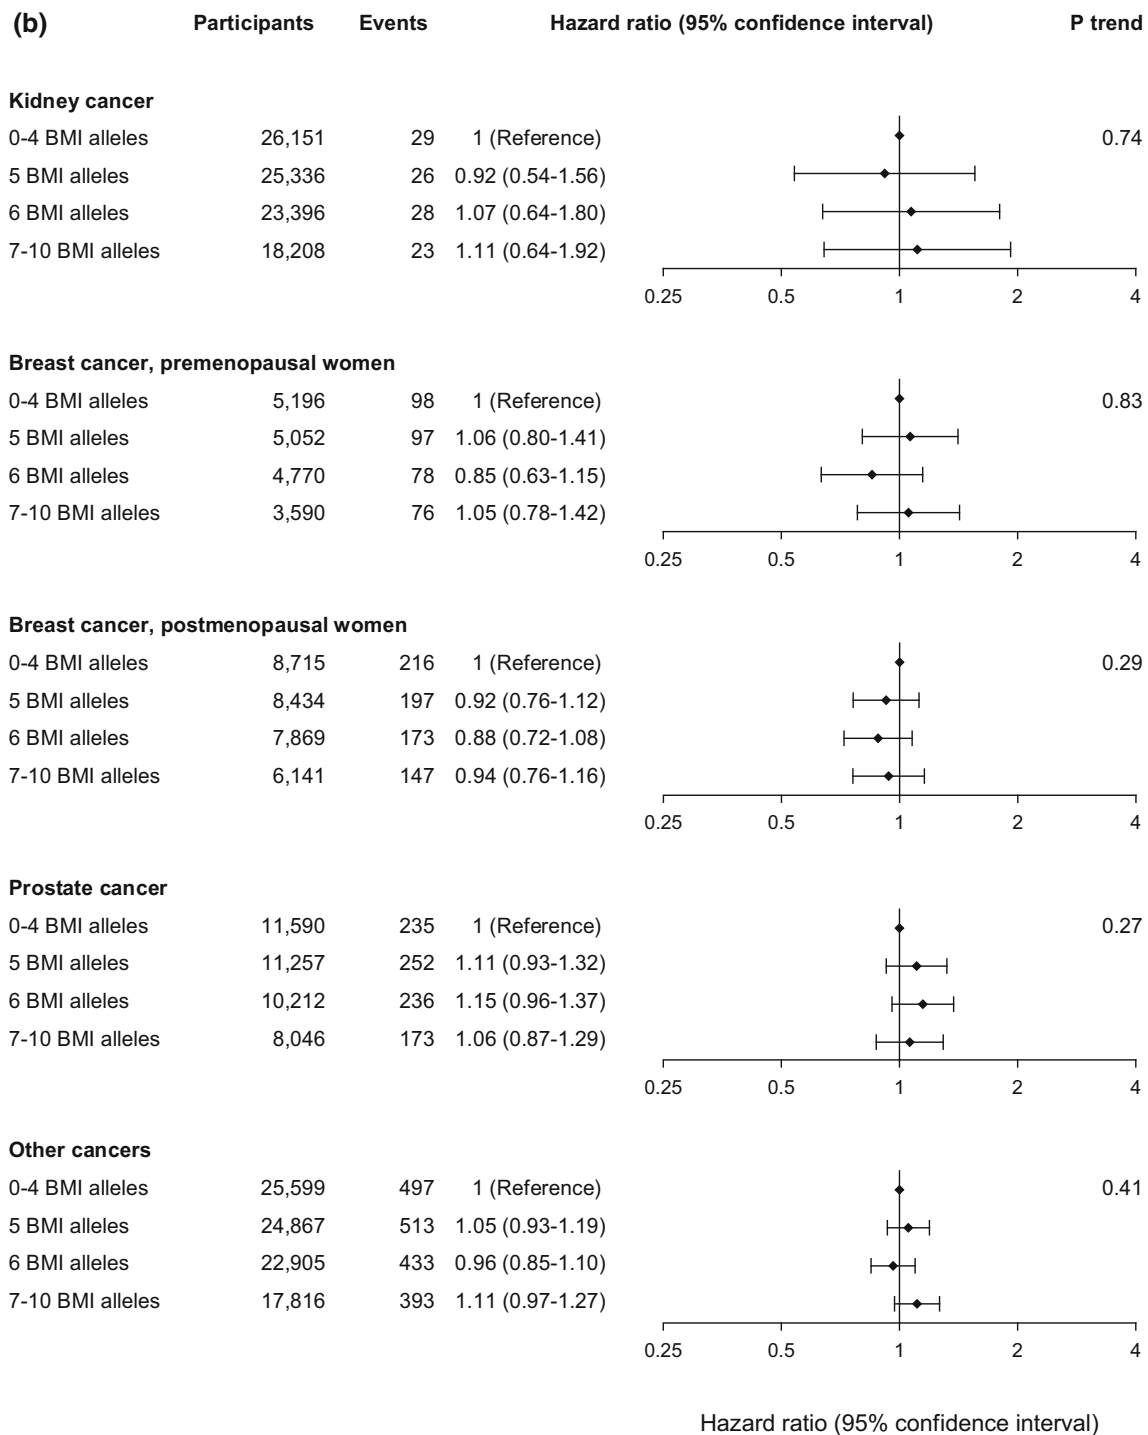 (b) Participants Events Hazard ratio (95% confidence interval) P trend
Kidney cancer
0-4 BMI alleles 26,151 29 1 (Reference) 0.74
5 BMI alleles 25,336 26 0.92 (0.54-1.56)
6 BMI alleles 23,396 28 1.07 (0.64-1.80)
7-10 BMI alleles 18,208 23 1.11 (0.64-1.92)
0.25 0.5 1 2 4
Breast cancer, premenopausal women
0-4 BMI alleles 5,196 98 1 (Reference) 0.83
5 BMI alleles 5,052 97 1.06 (0.80-1.41)
6 BMI alleles 4,770 78 0.85 (0.63-1.15)
7-10 BMI alleles 3,590 76 1.05 (0.78-1.42)
0.25 0.5 1 2 4
Breast cancer, postmenopausal women
0-4 BMI alleles 8,715 216 1 (Reference) 0.29
5 BMI alleles 8,434 197 0.92 (0.76-1.12)
6 BMI alleles 7,869 173 0.88 (0.72-1.08)
7-10 BMI alleles 6,141 147 0.94 (0.76-1.16)
0.25 0.5 1 2 4
Prostate cancer
0-4 BMI alleles 11,590 235 1 (Reference) 0.27
5 BMI alleles 11,257 252 1.11 (0.93-1.32)
6 BMI alleles 10,212 236 1.15 (0.96-1.37)
7-10 BMI alleles 8,046 173 1.06 (0.87-1.29)
0.25 0.5 1 2 4
Other cancers
0-4 BMI alleles 25,599 497 1 (Reference) 0.41
5 BMI alleles 24,867 513 1.05 (0.93-1.19)
6 BMI alleles 22,905 433 0.96 (0.85-1.10)
7-10 BMI alleles 17,816 393 1.11 (0.97-1.27)
0.25 0.5 1 2 4
Hazard ratio (95% confidence interval)